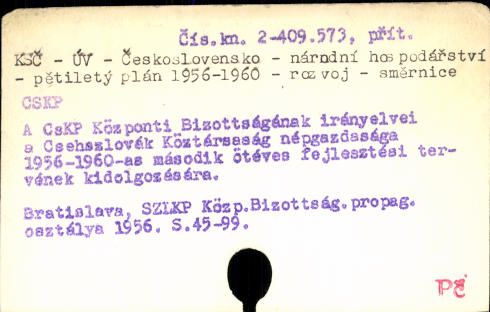 Čís.kn. 2-409.573, přít.
KSČ - ÚV - Československo - národní hospodářství
- pětiletý plán 1956-1960 - rozvoj - směrnice
CSKP
A CsKP Központi Bizottságának irányelvei
a Csehszlovák Köztársaság népgazdasága
1956-1960-as második ötéves fejlesztési ter-
vének kidolgozására.
Bratislava, SZLKP Közp.Bizottság.propag.
osztálya 1956. S.45-99.